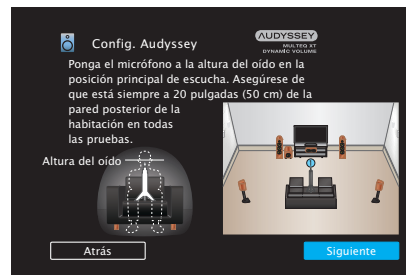 Config. Audyssey
AUDYSSEY
MULTEQ XT
DYNAMIC VOLUME
Ponga el micrófono a la altura del oído en la
posición principal de escucha. Asegúrese de
que está siempre a 20 pulgadas (50 cm) de la
pared posterior de la
habitación en todas
las pruebas.
Altura del oído
Atrás
Siguiente